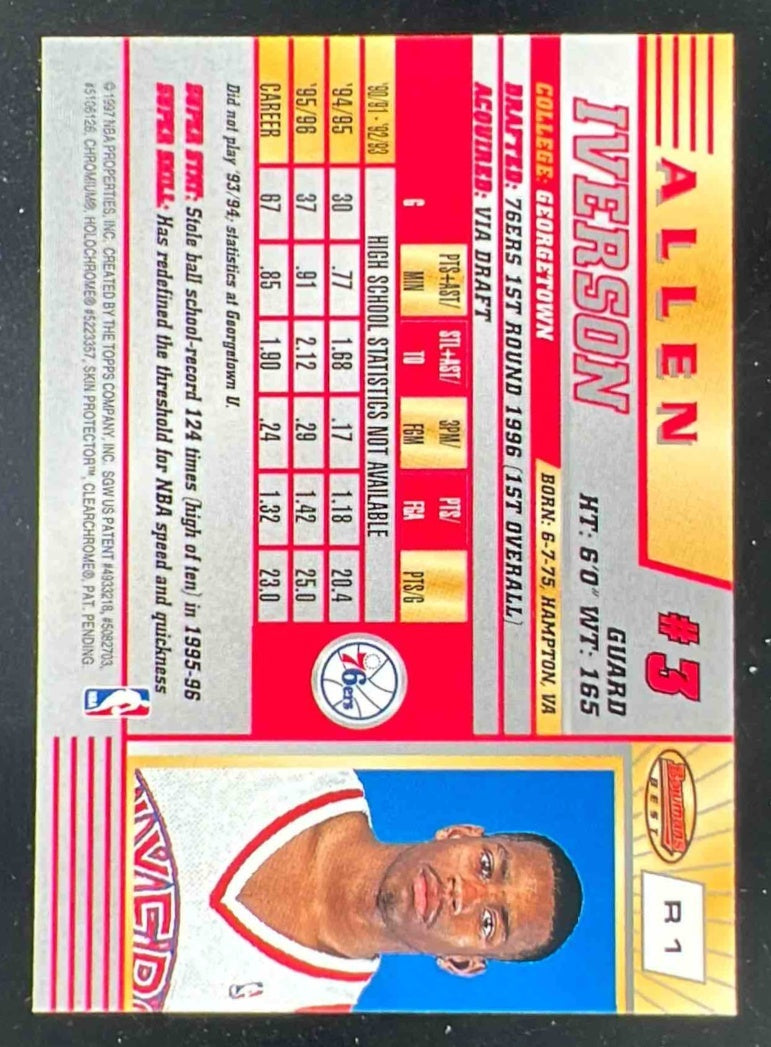 ALLEN
#3
IVERSON
GUARD
HT: 6'0" WT: 165
COLLEGE: GEORGETOWN
BORN: 6-7-75, HAMPTON, VA
DRAFTED: 76ERS 1ST ROUND 1996 (1ST OVERALL)
ACQUIRED: VIA DRAFT
G PTS+AST/MIN STL+AST/TO 3PM/FGM PTS/FGA PTS/G
'90/91 - '92/93 HIGH SCHOOL STATISTICS NOT AVAILABLE
'94/95 30 .77 1.68 .17 1.18 20.4
'95/96 37 .91 2.12 .29 1.42 25.0
CAREER 67 .85 1.90 .24 1.32 23.0
Did not play '93/94; statistics at Georgetown U.
SUPER STAT: Stole ball school-record 124 times (high of ten) in 1995-96
SUPER SKILL: Has redefined the threshold for NBA speed and quickness
© 1997 NBA PROPERTIES, INC. CREATED BY THE TOPPS COMPANY, INC. SGW US PATENT #4933218, #5082703,
#5106126, CHROMIUM®, HOLOCHROME® #5223357, SKIN PROTECTOR™, CLEARCHROME®, PAT. PENDING.
76ers
NBA
Bowman's
BEST
R1